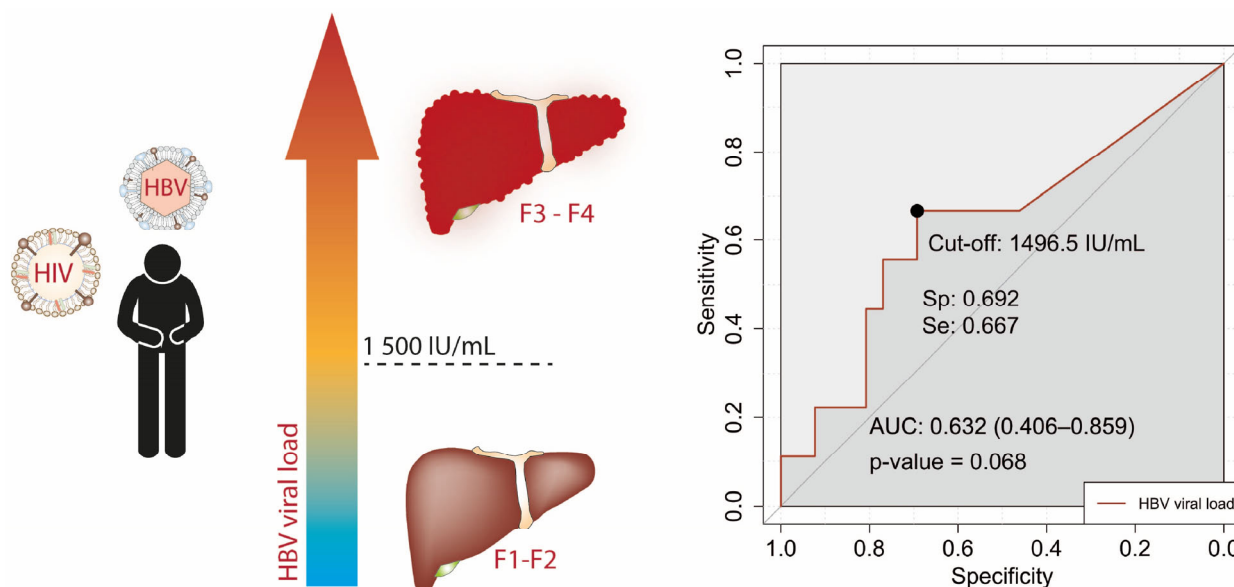 HBV
HIV
HBV viral load
F3 - F4
1 500 IU/mL
F1-F2
Sensitivity
1.0
0.8
0.6
0.4
0.2
0.0
Cut-off: 1496.5 IU/mL
Sp: 0.692
Se: 0.667
AUC: 0.632 (0.406–0.859)
p-value = 0.068
HBV viral load
1.0 0.8 0.6 0.4 0.2 0.0
Specificity